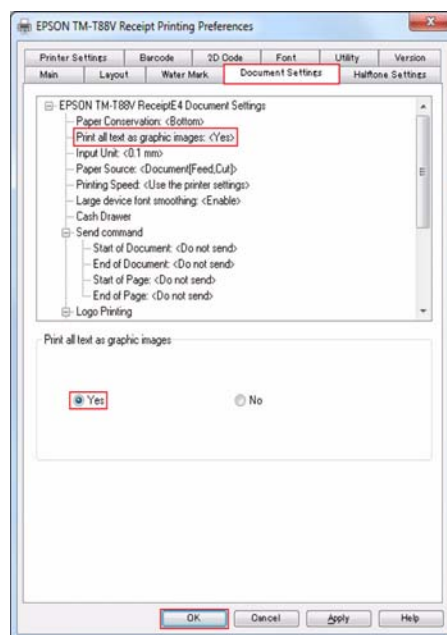 EPSON TM-T88V Receipt Printing Preferences
Printer Settings Barcode 2D Code Font Utility Version
Main Layout Water Mark Document Settings Halftone Settings
EPSON TM-T88V ReceiptE4 Document Settings
Paper Conservation: <Bottom>
Print all text as graphic images: <Yes>
Input Unit: <0.1 mm>
Paper Source: <Document[Feed,Cut]>
Printing Speed: <Use the printer settings>
Large device font smoothing: <Enable>
Cash Drawer
Send command
Start of Document: <Do not send>
End of Document: <Do not send>
Start of Page: <Do not send>
End of Page: <Do not send>
Logo Printing
Print all text as graphic images
Yes No
OK Cancel Apply Help